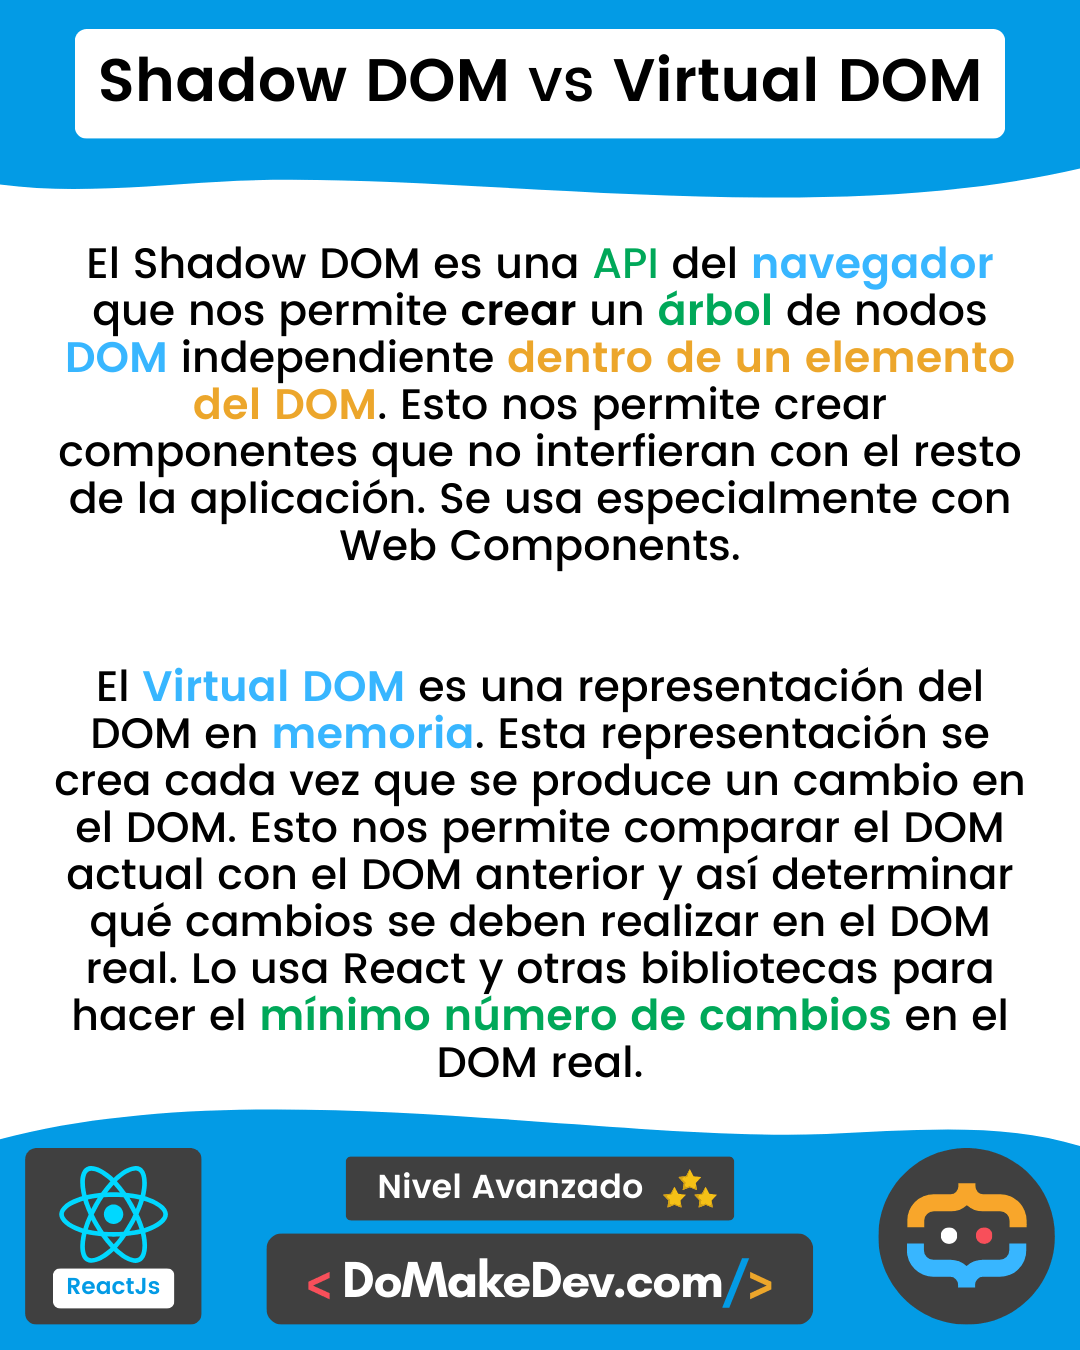 Shadow DOM vs Virtual DOM
El Shadow DOM es una API del navegador
que nos permite crear un árbol de nodos
DOM independiente dentro de un elemento
del DOM. Esto nos permite crear
componentes que no interfieran con el resto
de la aplicación. Se usa especialmente con
Web Components.
El Virtual DOM es una representación del
DOM en memoria. Esta representación se
crea cada vez que se produce un cambio en
el DOM. Esto nos permite comparar el DOM
actual con el DOM anterior y así determinar
qué cambios se deben realizar en el DOM
real. Lo usa React y otras bibliotecas para
hacer el mínimo número de cambios en el
DOM real.
Nivel Avanzado
ReactJs
< DoMakeDev.com/>